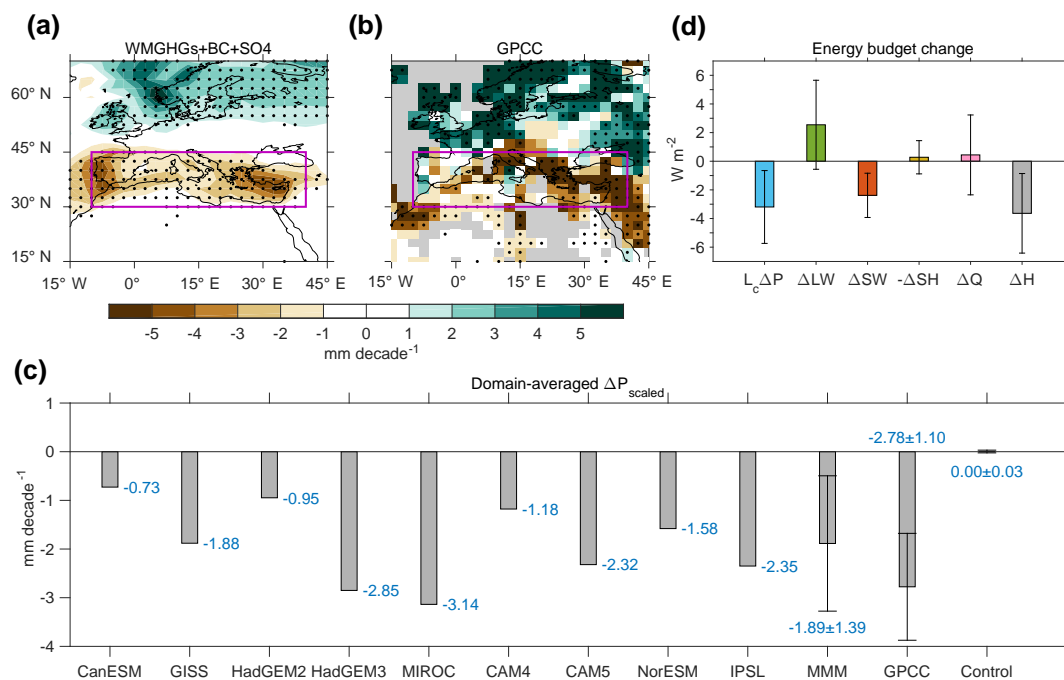 (a)
WMGHGs+BC+SO4
60° N
45° N
30° N
15° N
15° W
0°
15° E
30° E
45 E
(b)
GPCC
15° W
0°
15° E
30° E
45 E
-5 -4 -3 -2 -1 0 1 2 3 4 5
mm decade⁻¹
(d)
Energy budget change
W m⁻²
6
4
2
0
-2
-4
-6
L_cΔP ΔLW ΔSW -ΔSH ΔQ ΔH
(c)
Domain-averaged ΔP_scaled
mm decade⁻¹
1
0
-1
-2
-3
-4
-0.73
-1.88
-0.95
-2.85
-3.14
-1.18
-2.32
-1.58
-2.35
-1.89±1.39
-2.78±1.10
0.00±0.03
CanESM GISS HadGEM2 HadGEM3 MIROC CAM4 CAM5 NorESM IPSL MMM GPCC Control